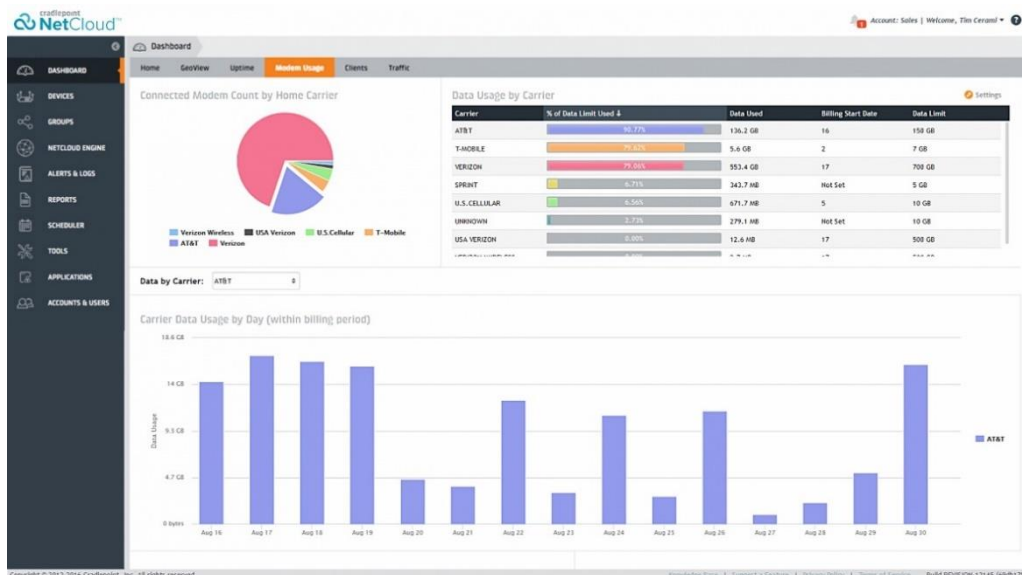 cradlepoint
NetCloud
1
Account: Sales | Welcome, Tim Cerami
?
Dashboard
DASHBOARD
DEVICES
GROUPS
NETCLOUD ENGINE
ALERTS & LOGS
REPORTS
SCHEDULER
TOOLS
APPLICATIONS
ACCOUNTS & USERS
Home GeoView Uptime Modem Usage Clients Traffic
Connected Modem Count by Home Carrier
Verizon Wireless USA Verizon U.S.Cellular T-Mobile
AT&T Verizon
Data Usage by Carrier
Settings
Carrier % of Data Limit Used Data Used Billing Start Date Data Limit
AT&T 90.77% 136.2 GB 16 150 GB
T-MOBILE 79.62% 5.6 GB 2 7 GB
VERIZON 79.06% 553.4 GB 17 700 GB
SPRINT 6.71% 343.7 MB Not Set 5 GB
U.S.CELLULAR 6.56% 671.7 MB 5 10 GB
UNKNOWN 2.73% 279.1 MB Not Set 10 GB
USA VERIZON 0.00% 12.6 MB 17 500 GB
Data by Carrier: AT&T
Carrier Data Usage by Day (within billing period)
Data Usage
18.6 GB
14 GB
9.3 GB
4.7 GB
0 bytes
Aug 16 Aug 17 Aug 18 Aug 19 Aug 20 Aug 21 Aug 22 Aug 23 Aug 24 Aug 25 Aug 26 Aug 27 Aug 28 Aug 29 Aug 30
AT&T